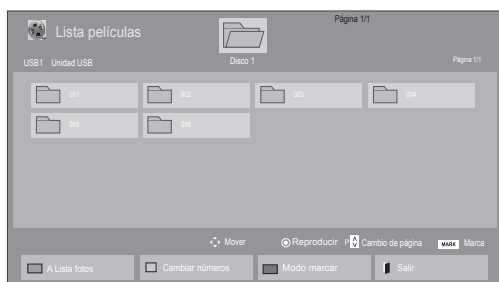 Lista películas
Página 1/1
Disco 1
USB1 Unidad USB
Página 1/1
001 002 003 004
005 006
Mover Reproducir P Cambio de página MARK Marca
A Lista fotos Cambiar números Modo marcar Salir